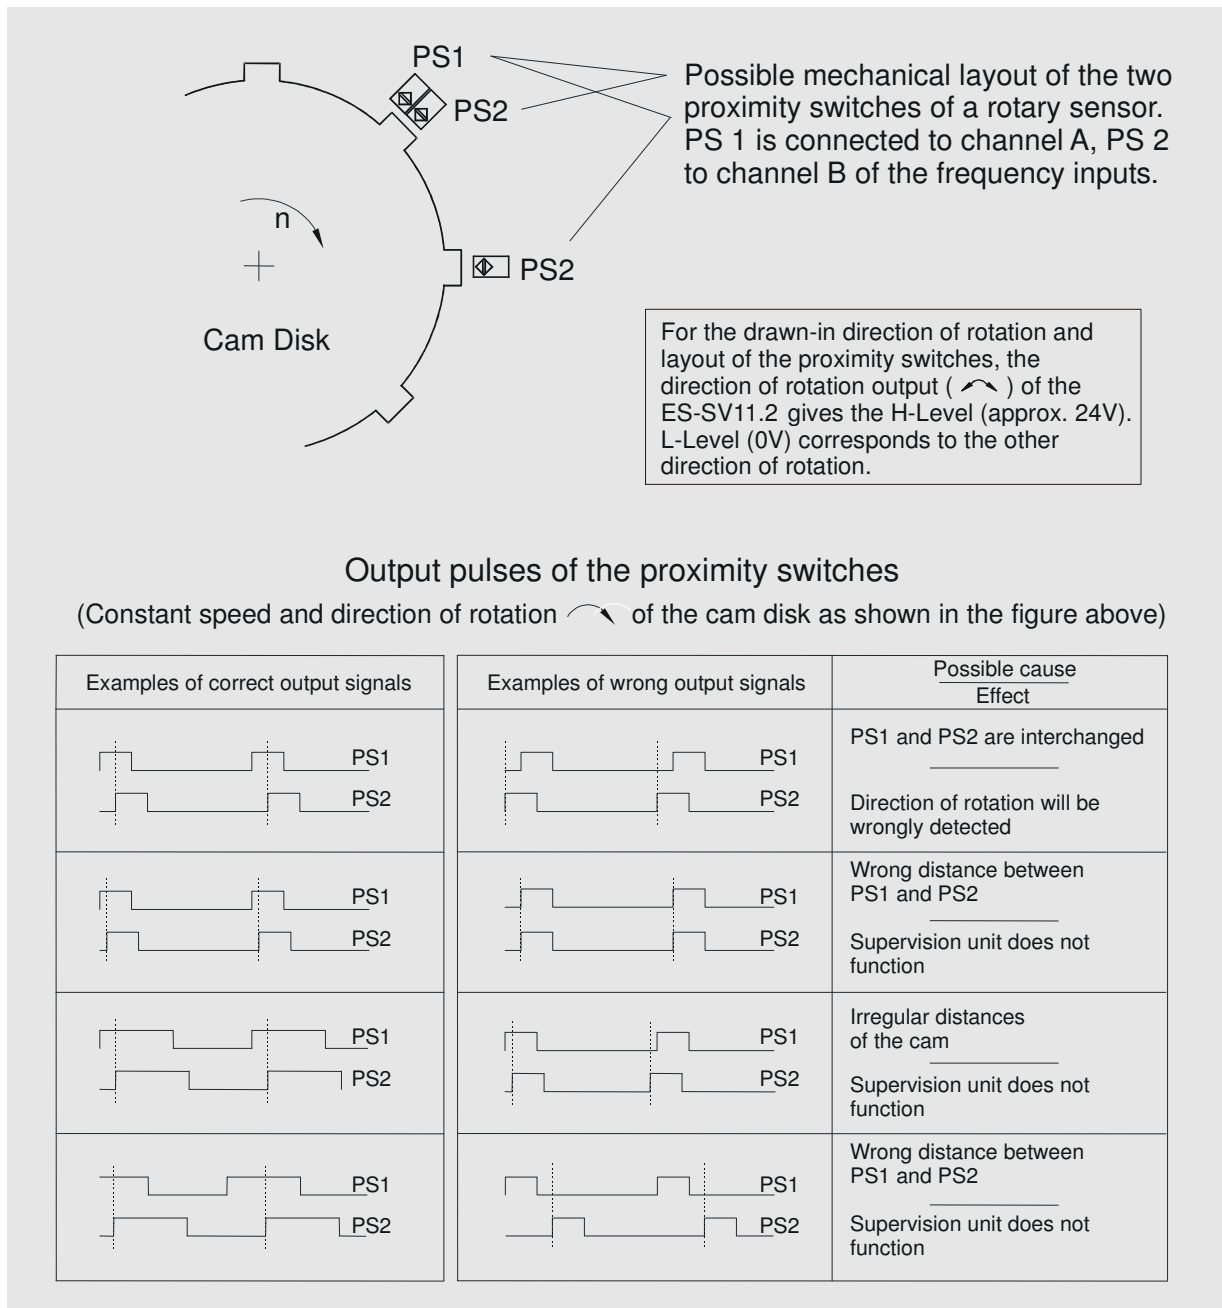 PS1
PS2
Possible mechanical layout of the two
proximity switches of a rotary sensor.
PS 1 is connected to channel A, PS 2
to channel B of the frequency inputs.
n
PS2
Cam Disk
For the drawn-in direction of rotation and
layout of the proximity switches, the
direction of rotation output ( ) of the
ES-SV11.2 gives the H-Level (approx. 24V).
L-Level (0V) corresponds to the other
direction of rotation.
Output pulses of the proximity switches
(Constant speed and direction of rotation of the cam disk as shown in the figure above)
Examples of correct output signals
Examples of wrong output signals
Possible cause
Effect
PS1
PS2
PS1
PS2
PS1 and PS2 are interchanged
Direction of rotation will be
wrongly detected
PS1
PS2
PS1
PS2
Wrong distance between
PS1 and PS2
Supervision unit does not
function
PS1
PS2
PS1
PS2
Irregular distances
of the cam
Supervision unit does not
function
PS1
PS2
PS1
PS2
Wrong distance between
PS1 and PS2
Supervision unit does not
function